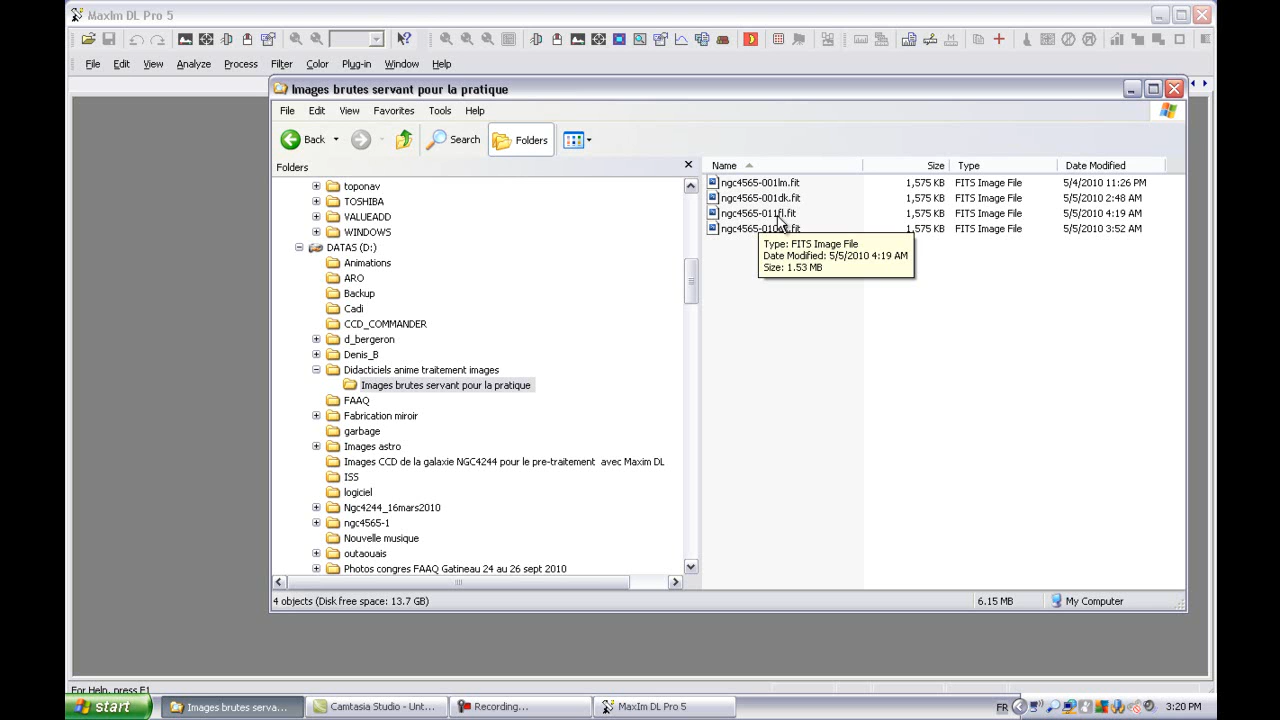 MaxIm DL Pro 5
File Edit View Analyze Process Filter Color Plug-in Window Help
Images brutes servant pour la pratique
File Edit View Favorites Tools Help
Back Search Folders
Folders
toponav
TOSHIBA
VALUEADD
WINDOWS
DATAS (D:)
Animations
ARO
Backup
Cadi
CCD_COMMANDER
d_bergeron
Denis_B
Didacticiels anime traitement images
Images brutes servant pour la pratique
FAAQ
Fabrication miroir
garbage
Images astro
Images CCD de la galaxie NGC4244 pour le pre-traitement avec Maxim DL
ISS
logiciel
Ngc4244_16mars2010
ngc4565-1
Nouvelle musique
outaouais
Photos congres FAAQ Gatineau 24 au 26 sept 2010
Name Size Type Date Modified
ngc4565-001lm.fit 1,575 KB FITS Image File 5/4/2010 11:26 PM
ngc4565-001dk.fit 1,575 KB FITS Image File 5/5/2010 2:48 AM
ngc4565-011fl.fit 1,575 KB FITS Image File 5/5/2010 4:19 AM
1,575 KB FITS Image File 5/5/2010 3:52 AM
Type: FITS Image File
Date Modified: 5/5/2010 4:19 AM
Size: 1.53 MB
4 objects (Disk free space: 13.7 GB) 6.15 MB My Computer
For Help, press F1
start Images brutes serva... Camtasia Studio - Unt... Recording... MaxIm DL Pro 5 FR 3:20 PM